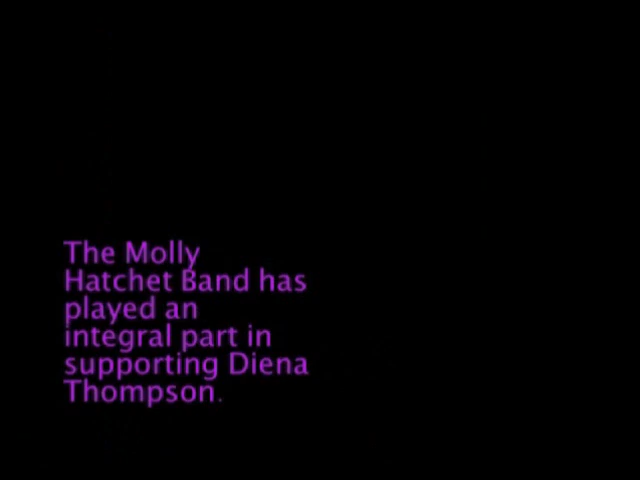 The Molly
Hatchet Band has
played an
integral part in
supporting Diena
Thompson.